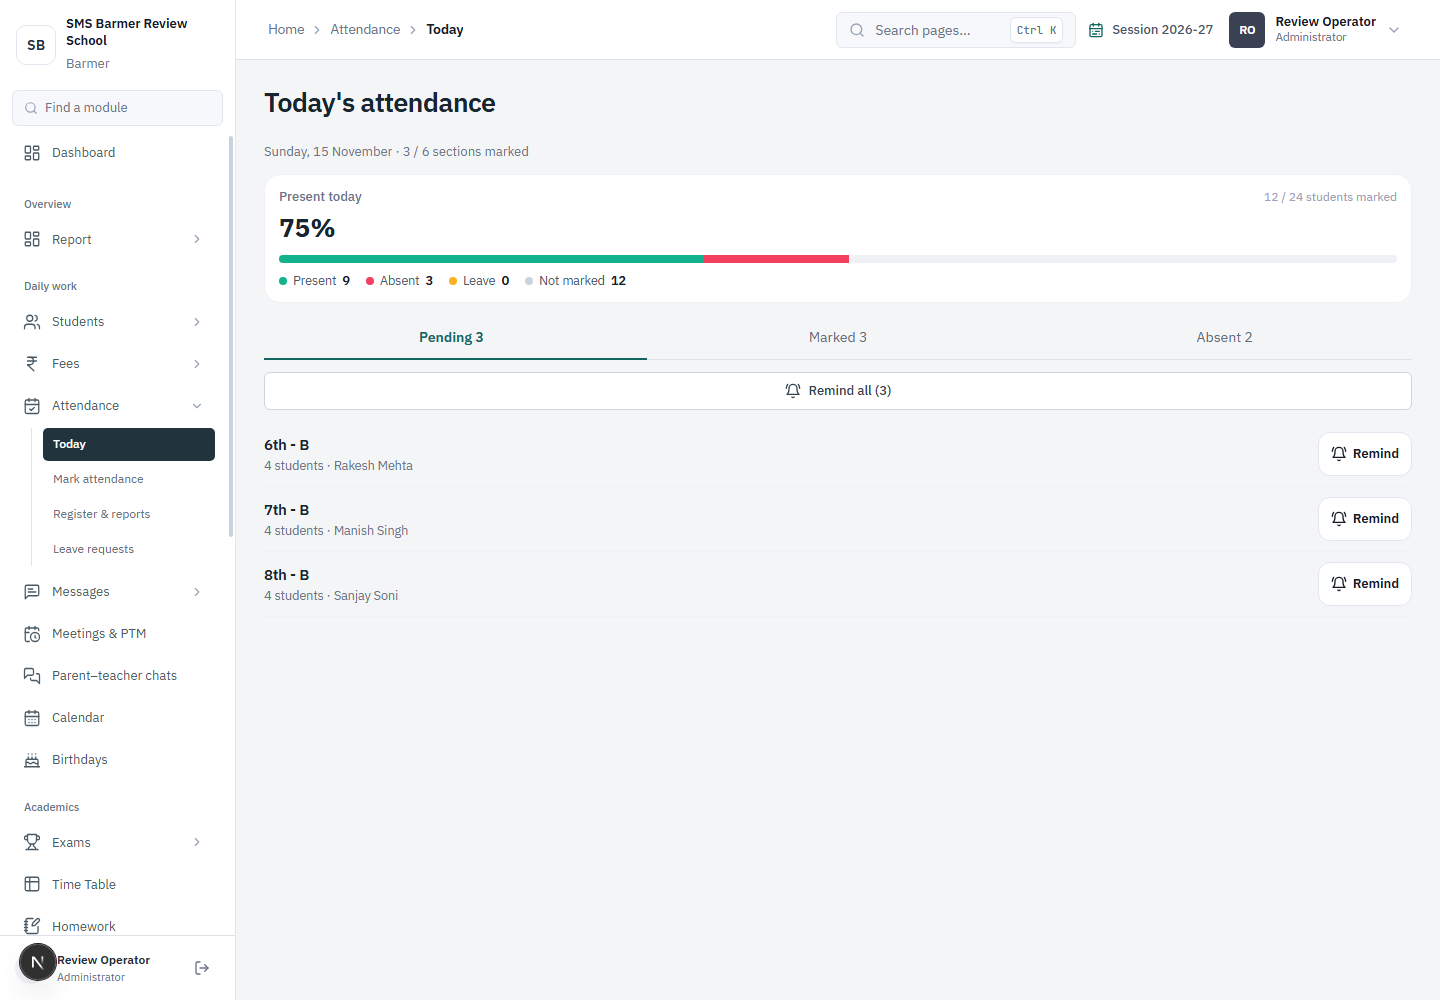 SB
SMS Barmer Review
School
Barmer
Find a module
Dashboard
Overview
Report
Daily work
Students
Fees
Attendance
Today
Mark attendance
Register & reports
Leave requests
Messages
Meetings & PTM
Parent–teacher chats
Calendar
Birthdays
Academics
Exams
Time Table
Homework
N
Review Operator
Administrator
Home > Attendance > Today
Search pages...
Ctrl K
Session 2026-27
RO
Review Operator
Administrator
Today's attendance
Sunday, 15 November · 3 / 6 sections marked
Present today
12 / 24 students marked
75%
Present 9 Absent 3 Leave 0 Not marked 12
Pending 3
Marked 3
Absent 2
Remind all (3)
6th - B
4 students · Rakesh Mehta
Remind
7th - B
4 students · Manish Singh
Remind
8th - B
4 students · Sanjay Soni
Remind